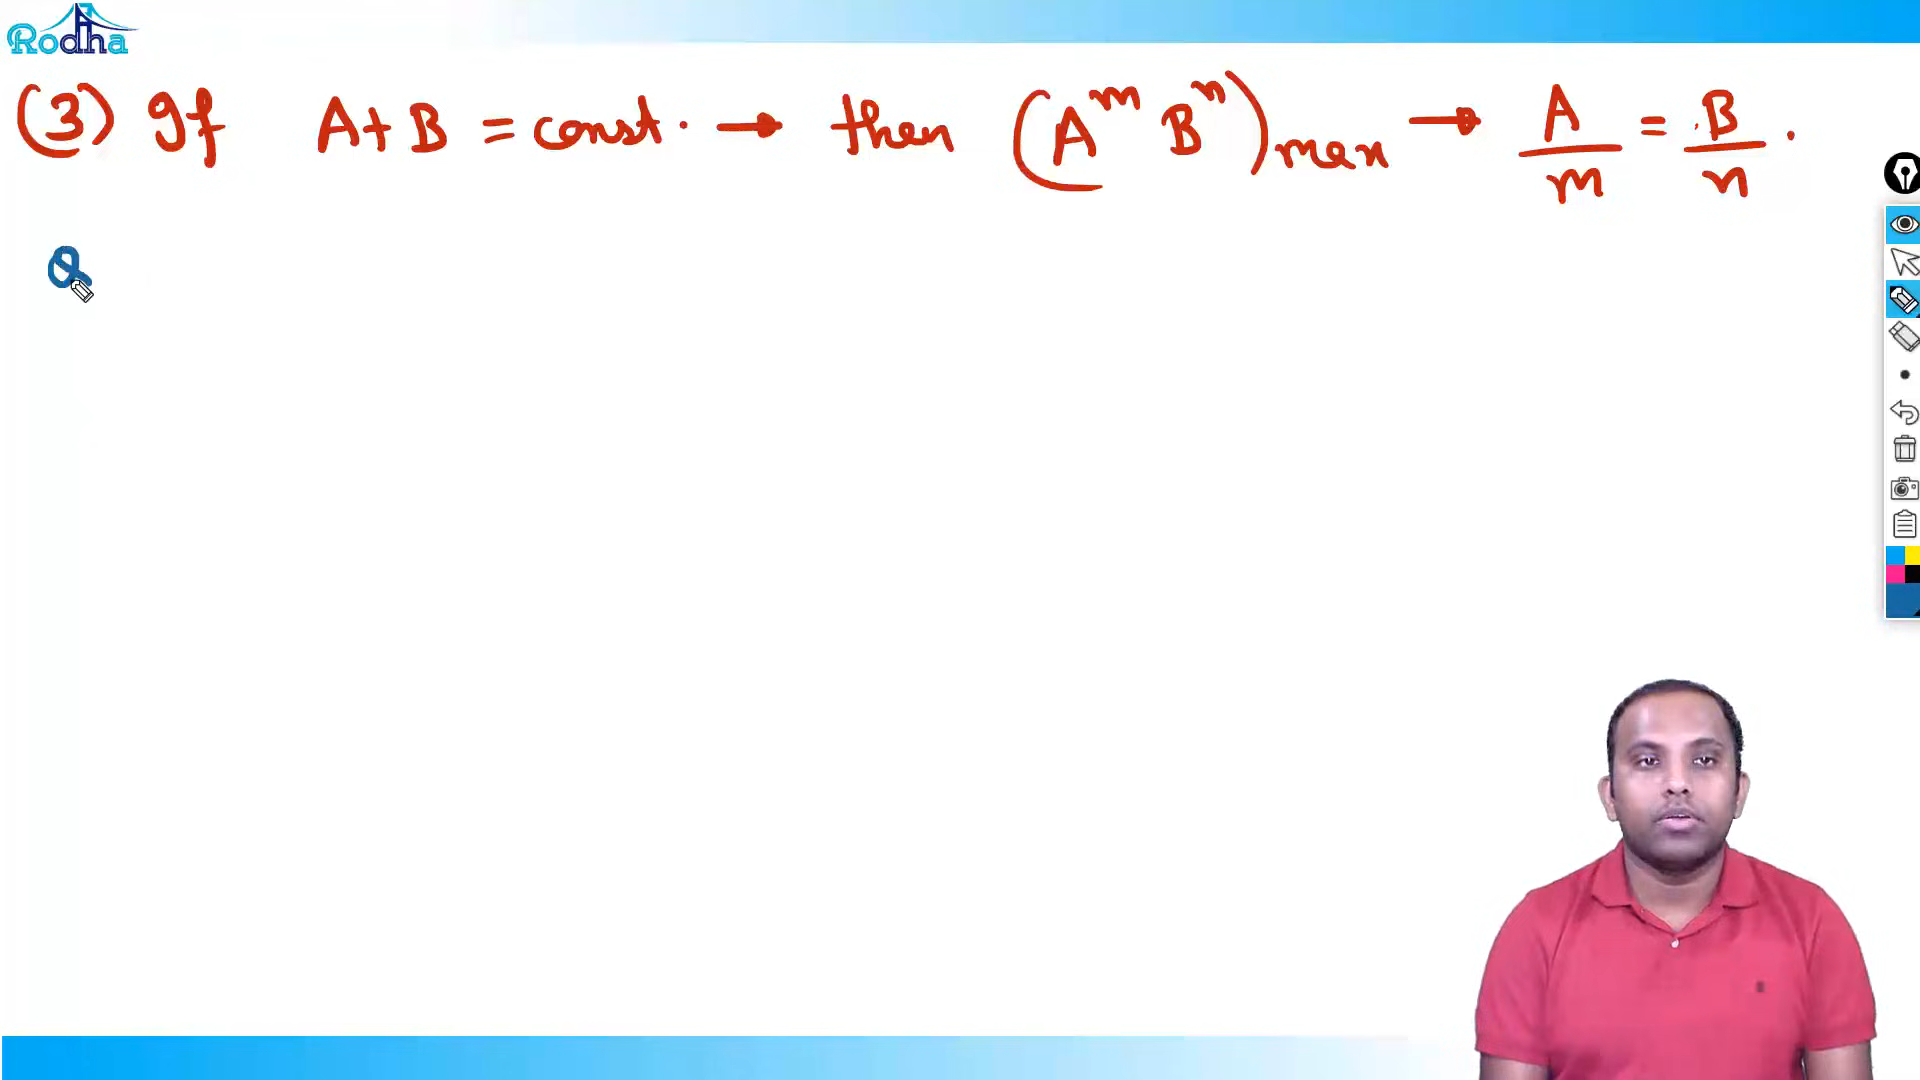 Rodha
(3) If A+B = const. → then (A^m B^n)max → A/m = B/n.
Q